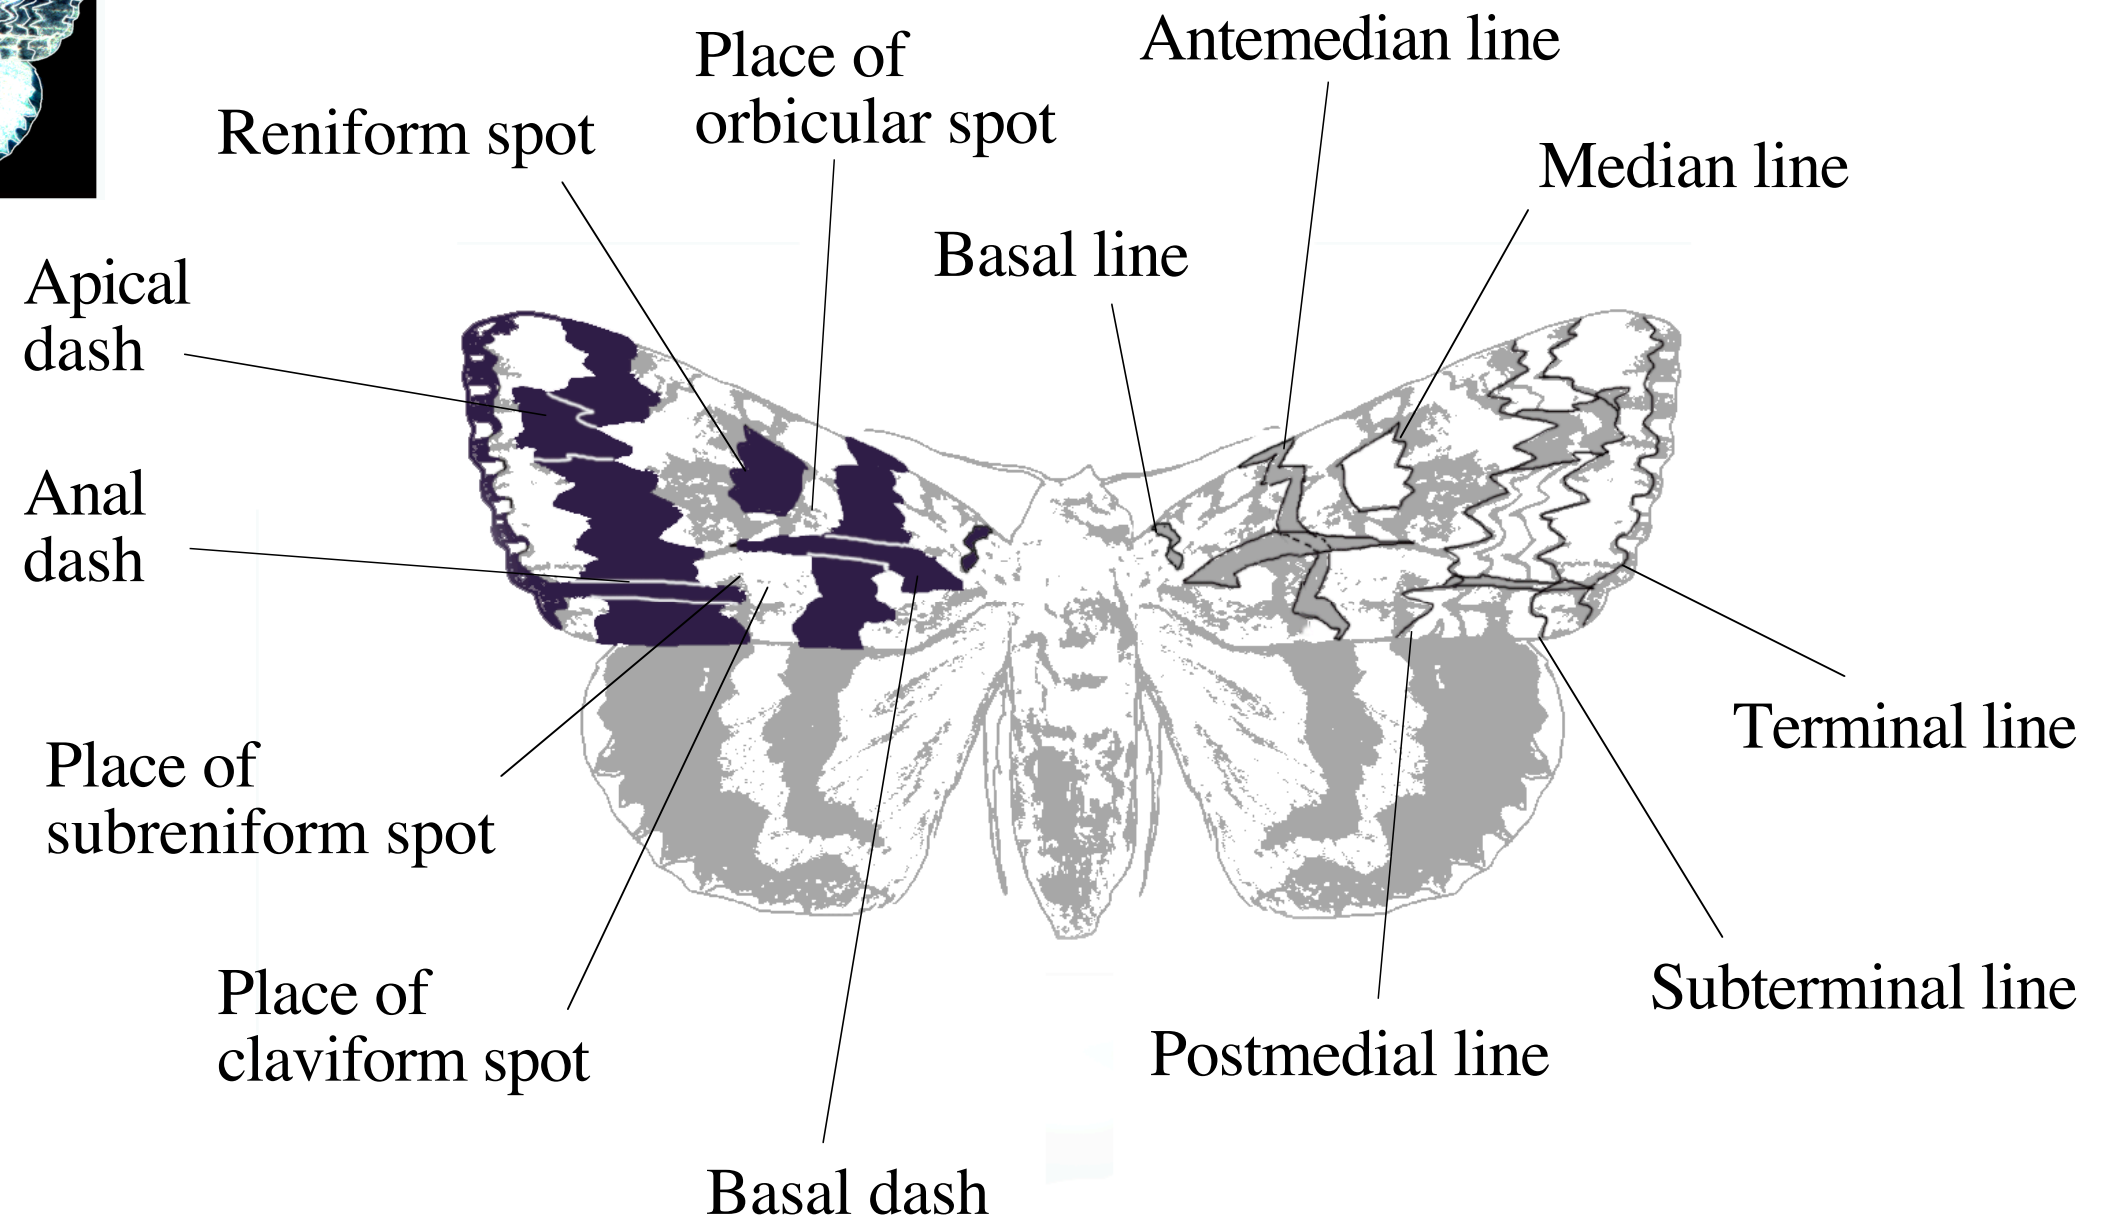 Antemedian line
Place of
orbicular spot
Reniform spot
Median line
Basal line
Apical
dash
Anal
dash
Terminal line
Place of
subreniform spot
Subterminal line
Place of
claviform spot
Postmedial line
Basal dash